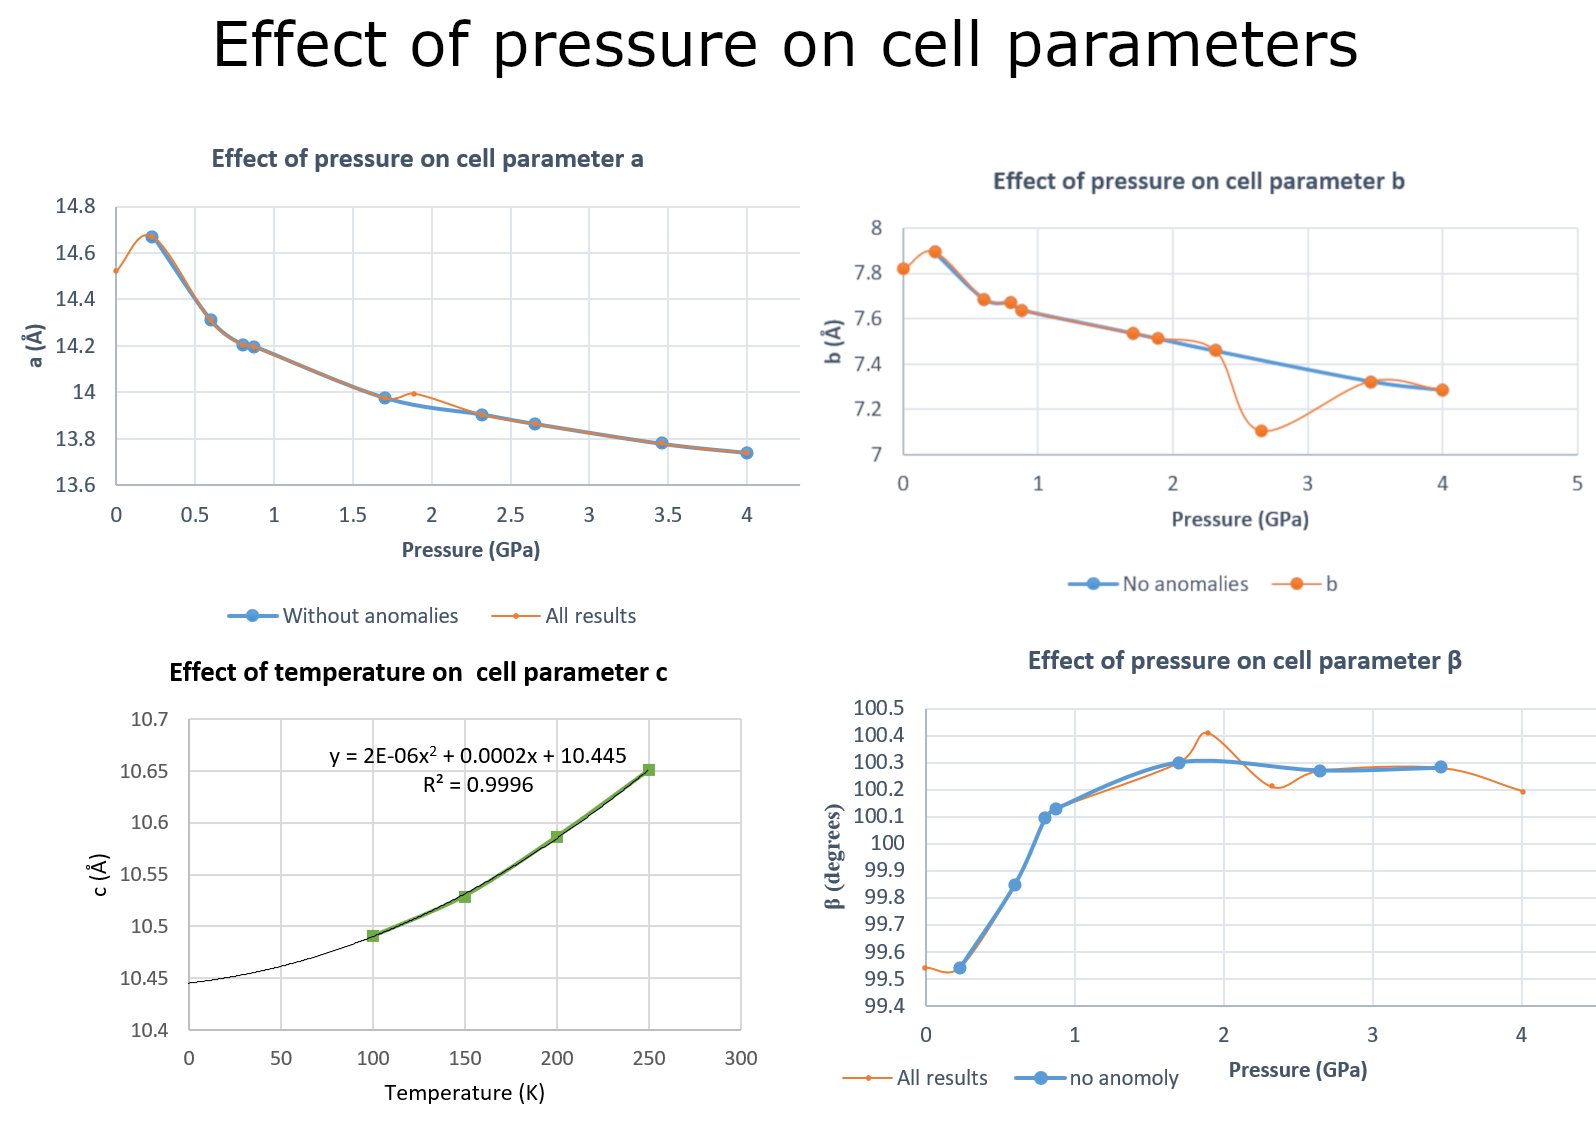 Effect of pressure on cell parameters
Effect of pressure on cell parameter a
14.8
14.6
14.4
14.2
14
13.8
13.6
a (Å)
0 0.5 1 1.5 2 2.5 3 3.5 4
Pressure (GPa)
Without anomalies All results
Effect of pressure on cell parameter b
8
7.8
7.6
7.4
7.2
7
b (Å)
0 1 2 3 4 5
Pressure (GPa)
No anomalies b
Effect of temperature on cell parameter c
10.7
10.65
10.6
10.55
10.5
10.45
10.4
c (Å)
y = 2E-06x² + 0.0002x + 10.445
R² = 0.9996
0 50 100 150 200 250 300
Temperature (K)
Effect of pressure on cell parameter β
100.5
100.4
100.3
100.2
100.1
100
99.9
99.8
99.7
99.6
99.5
99.4
β (degrees)
0 1 2 3 4
Pressure (GPa)
All results no anomoly